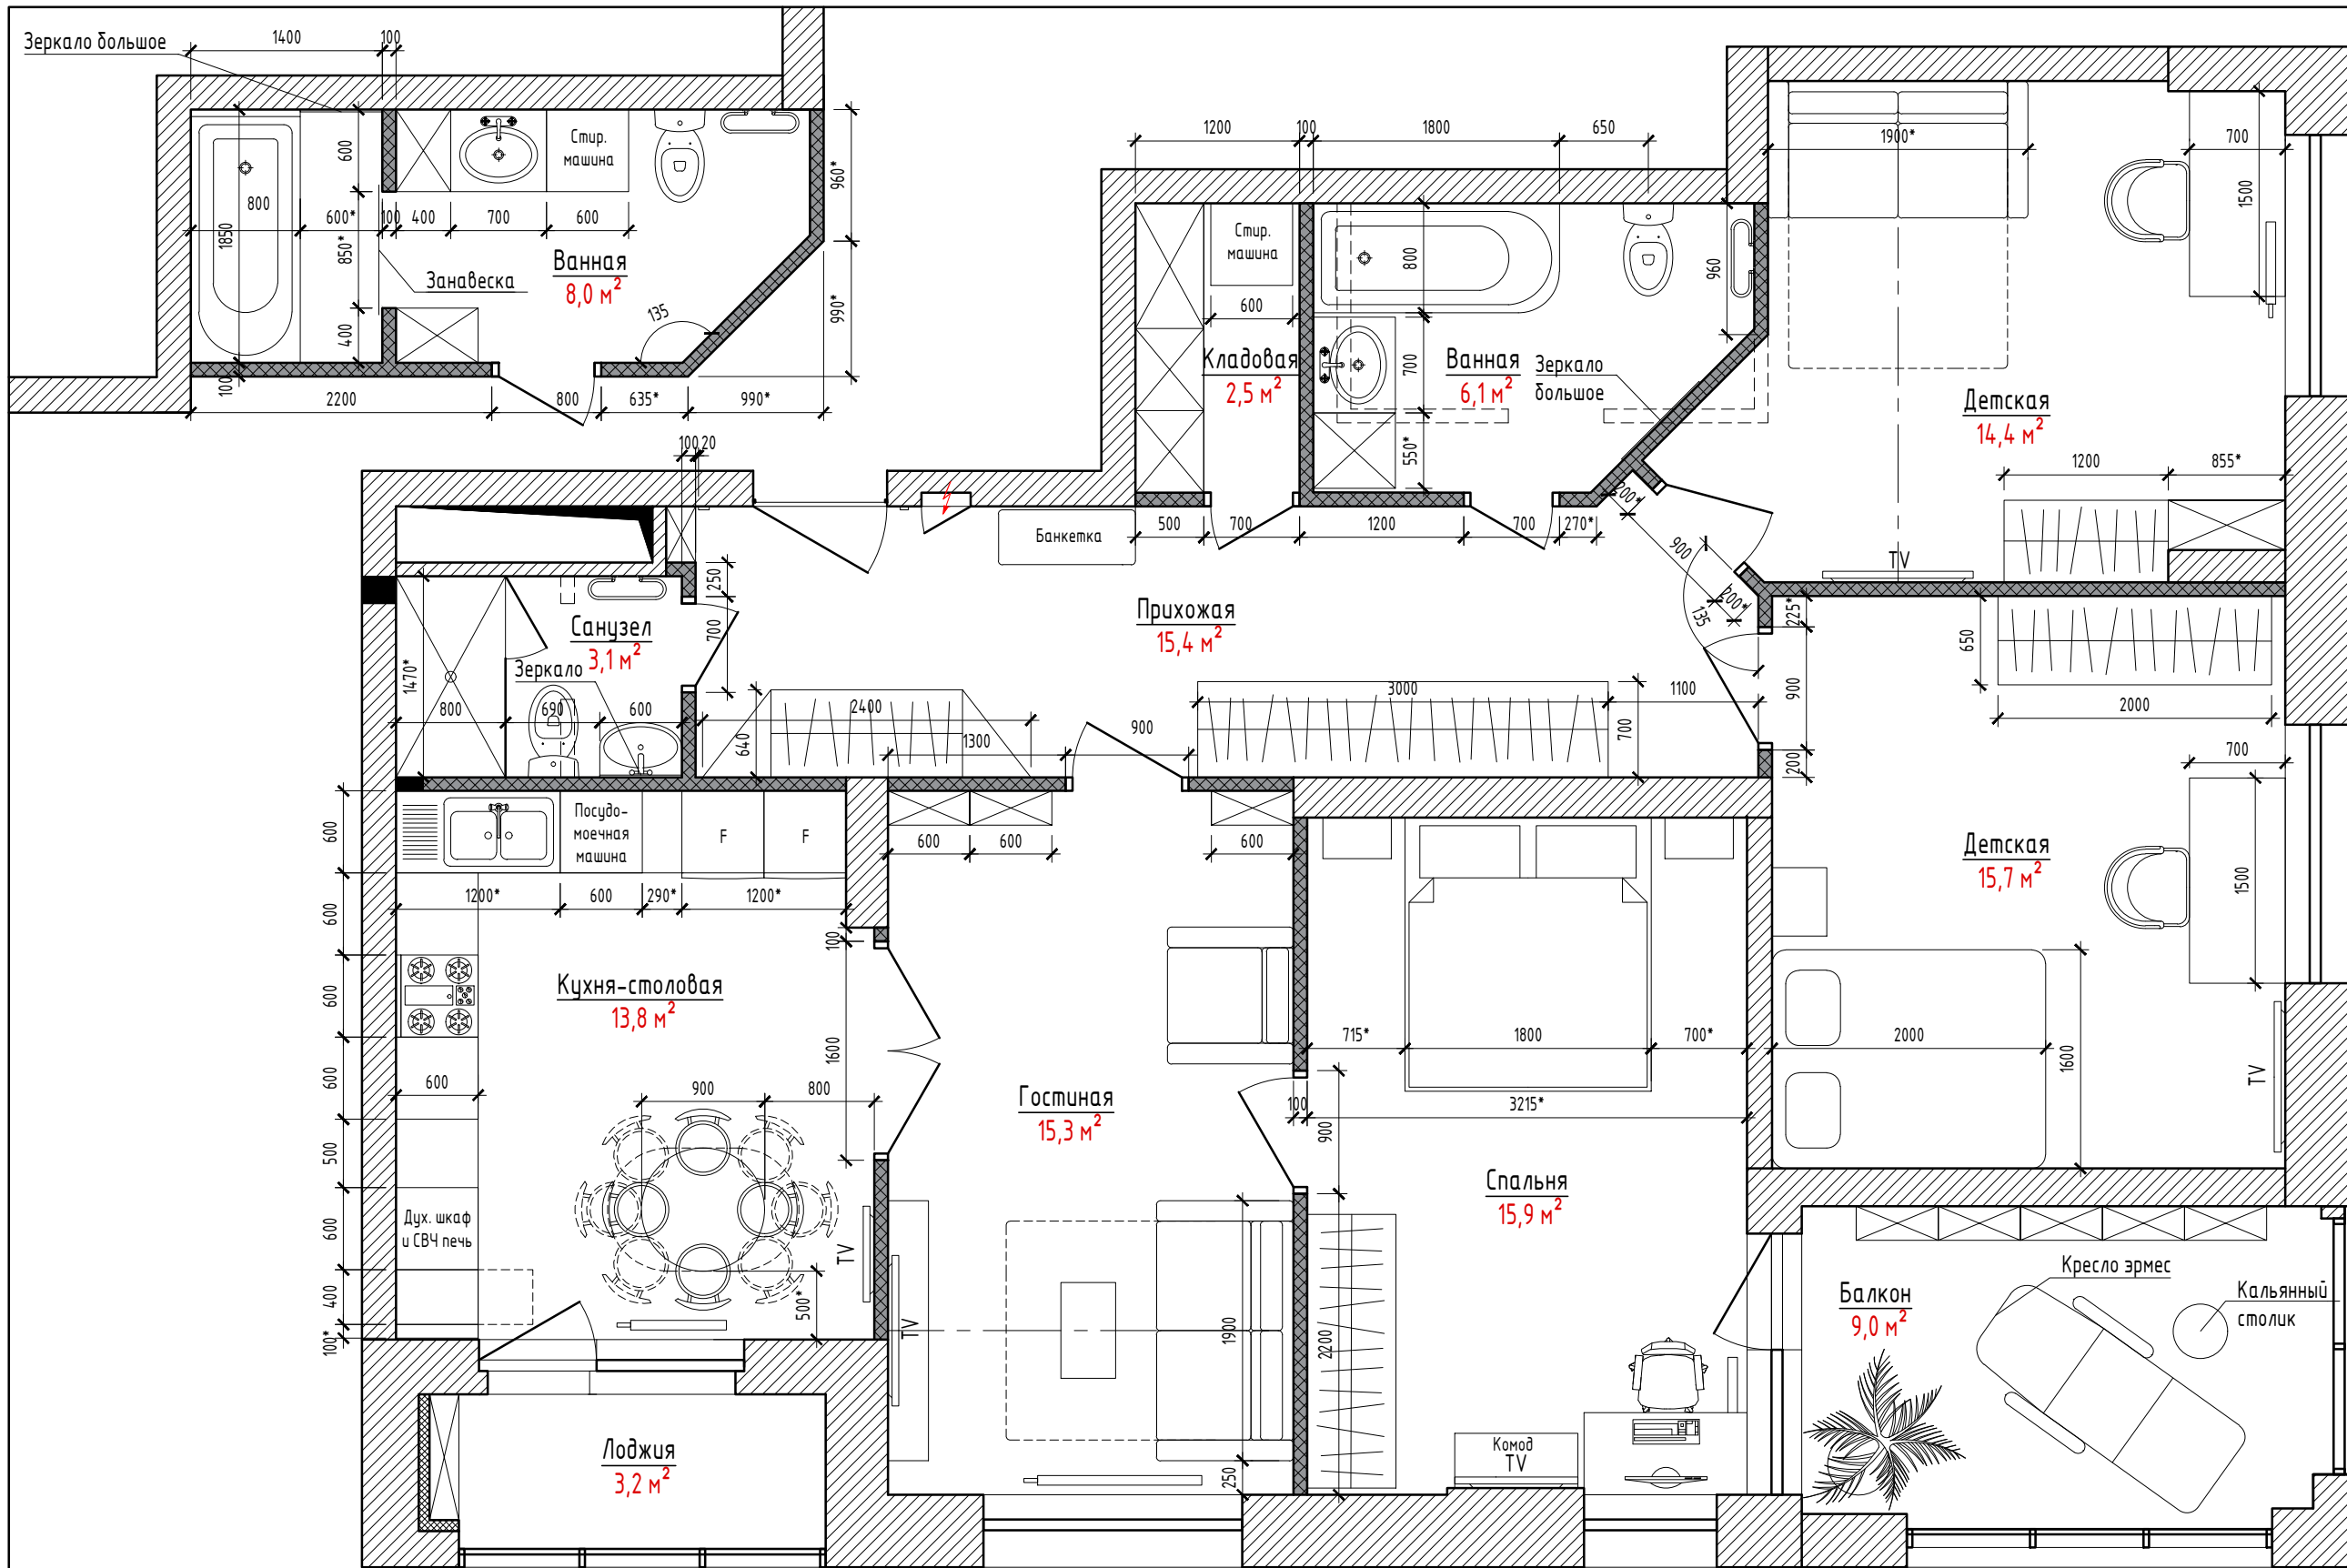 Зеркало большое
1400
100
600
Стир.
машина
960*
800
600*
100
400
700
600
1850
850*
Занавеска
Ванная
8,0 м²
400
135
990*
100
2200
800
635*
990*
1200
100
1800
650
Стир.
машина
600
800
960
Кладовая
2,5 м²
700
Ванная
6,1 м²
Зеркало
большое
550*
500
700
1200
700
270*
200*
900
200*
135
1900*
700
1500
Детская
14,4 м²
1200
855*
TV
100
20
Банкетка
250
700
Прихожая
15,4 м²
Санузел
3,1 м²
Зеркало
1470*
800
690
600
640
2400
1300
900
3000
700
1100
225*
900
200
650
2000
700
1500
Детская
15,7 м²
2000
1600
TV
600
600
600
600
500
600
400
100*
Посудо-
моечная
машина
F
F
1200*
600
290*
1200*
100
Кухня-столовая
13,8 м²
1600
600
900
800
Дух. шкаф
и СВЧ печь
TV
500*
600
600
600
Гостиная
15,3 м²
TV
1900
250
715*
1800
700*
100
3215*
900
Спальня
15,9 м²
2200
Комод
TV
Лоджия
3,2 м²
Балкон
9,0 м²
Кресло эрмес
Кальянный
столик